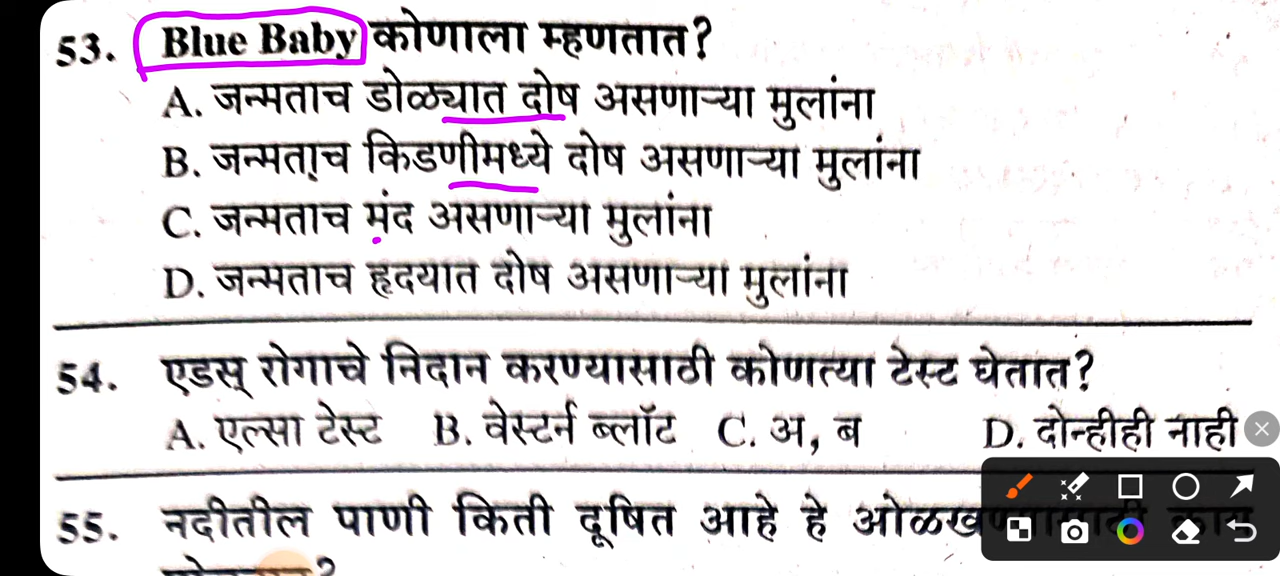 53. Blue Baby कोणाला म्हणतात?
A. जन्मताच डोळ्यात दोष असणाऱ्या मुलांना
B. जन्मताच किडणीमध्ये दोष असणाऱ्या मुलांना
C. जन्मताच मंद असणाऱ्या मुलांना
D. जन्मताच हृदयात दोष असणाऱ्या मुलांना
54. एडस् रोगाचे निदान करण्यासाठी कोणत्या टेस्ट घेतात?
A. एल्सा टेस्ट B. वेस्टर्न ब्लॉट C. अ, ब D. दोन्हीही नाही
55. नदीतील पाणी किती दूषित आहे हे